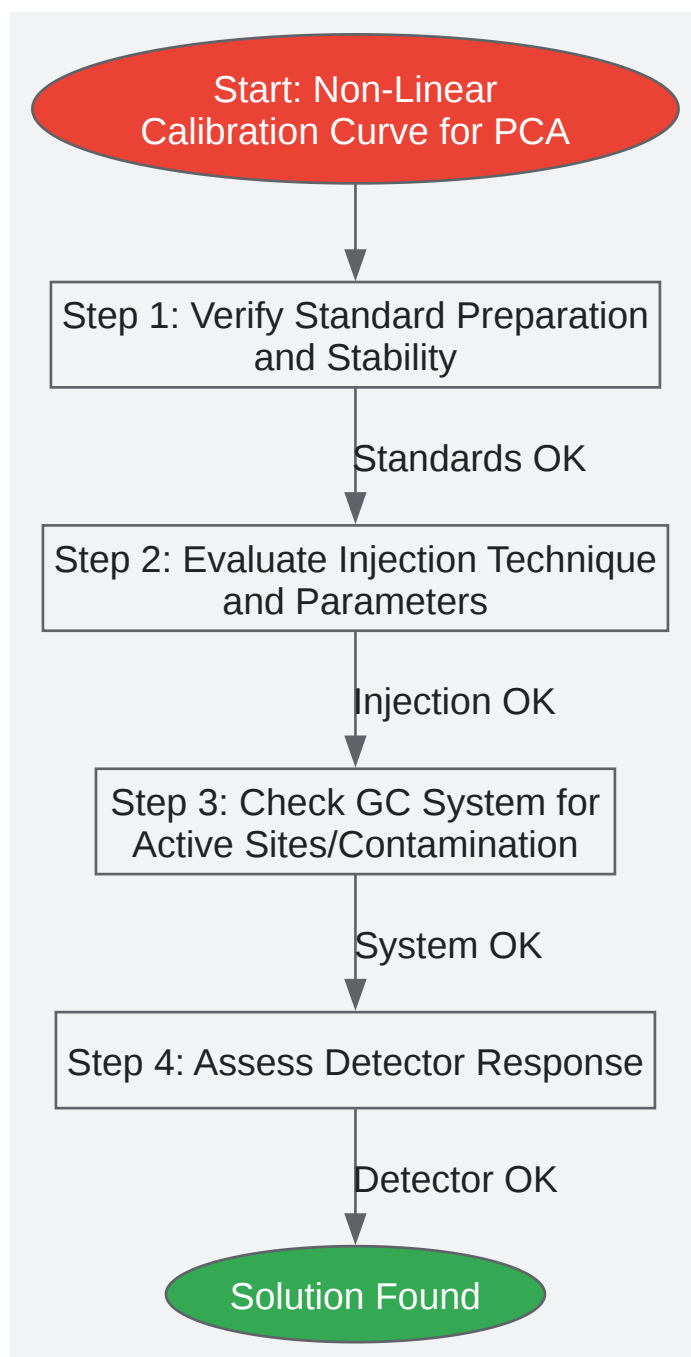 Start: Non-Linear
Calibration Curve for PCA
Step 1: Verify Standard Preparation
and Stability
Standards OK
Step 2: Evaluate Injection Technique
and Parameters
Injection OK
Step 3: Check GC System for
Active Sites/Contamination
System OK
Step 4: Assess Detector Response
Detector OK
Solution Found